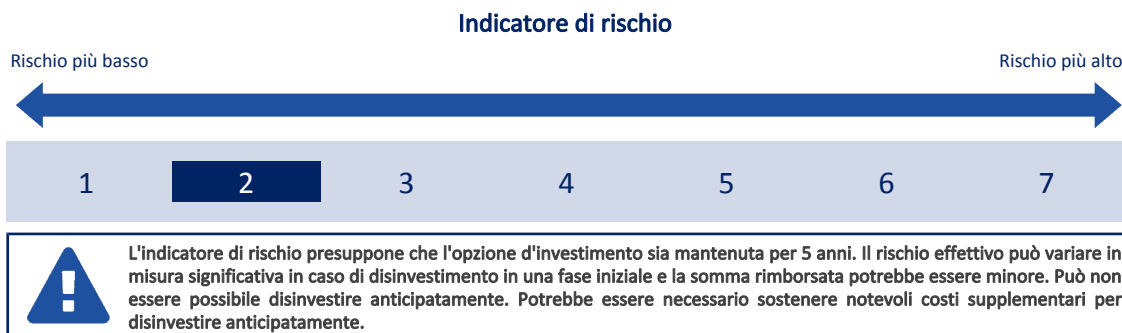 Indicatore di rischio
Rischio più basso
Rischio più alto
1 2 3 4 5 6 7
L'indicatore di rischio presuppone che l'opzione d'investimento sia mantenuta per 5 anni. Il rischio effettivo può variare in
misura significativa in caso di disinvestimento in una fase iniziale e la somma rimborsata potrebbe essere minore. Può non
essere possibile disinvestire anticipatamente. Potrebbe essere necessario sostenere notevoli costi supplementari per
disinvestire anticipatamente.